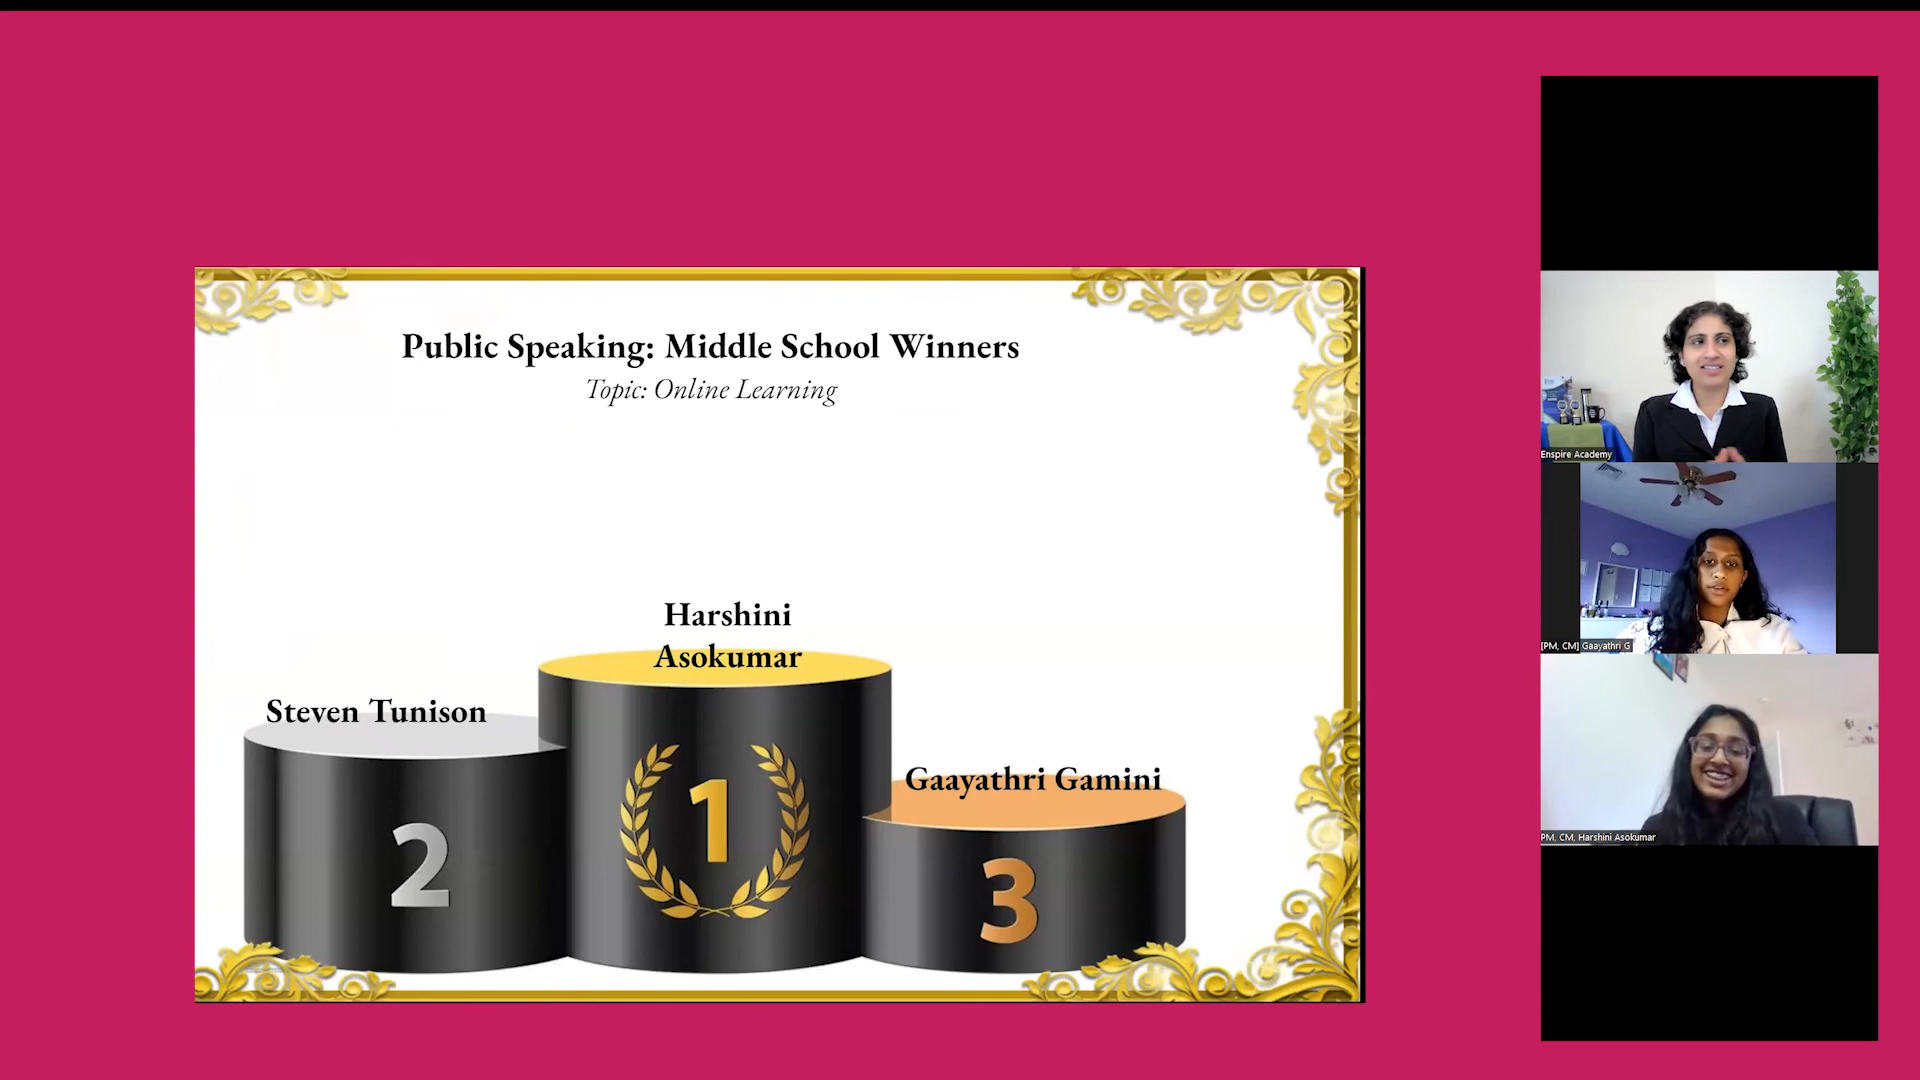 Public Speaking: Middle School Winners
Topic: Online Learning
Harshini
Asokumar
Steven Tunison
Gaayathri Gamini
2
1
3
Enspire Academy
[PM, CM] Gaayathri G
PM, CM, Harshini Asokumar